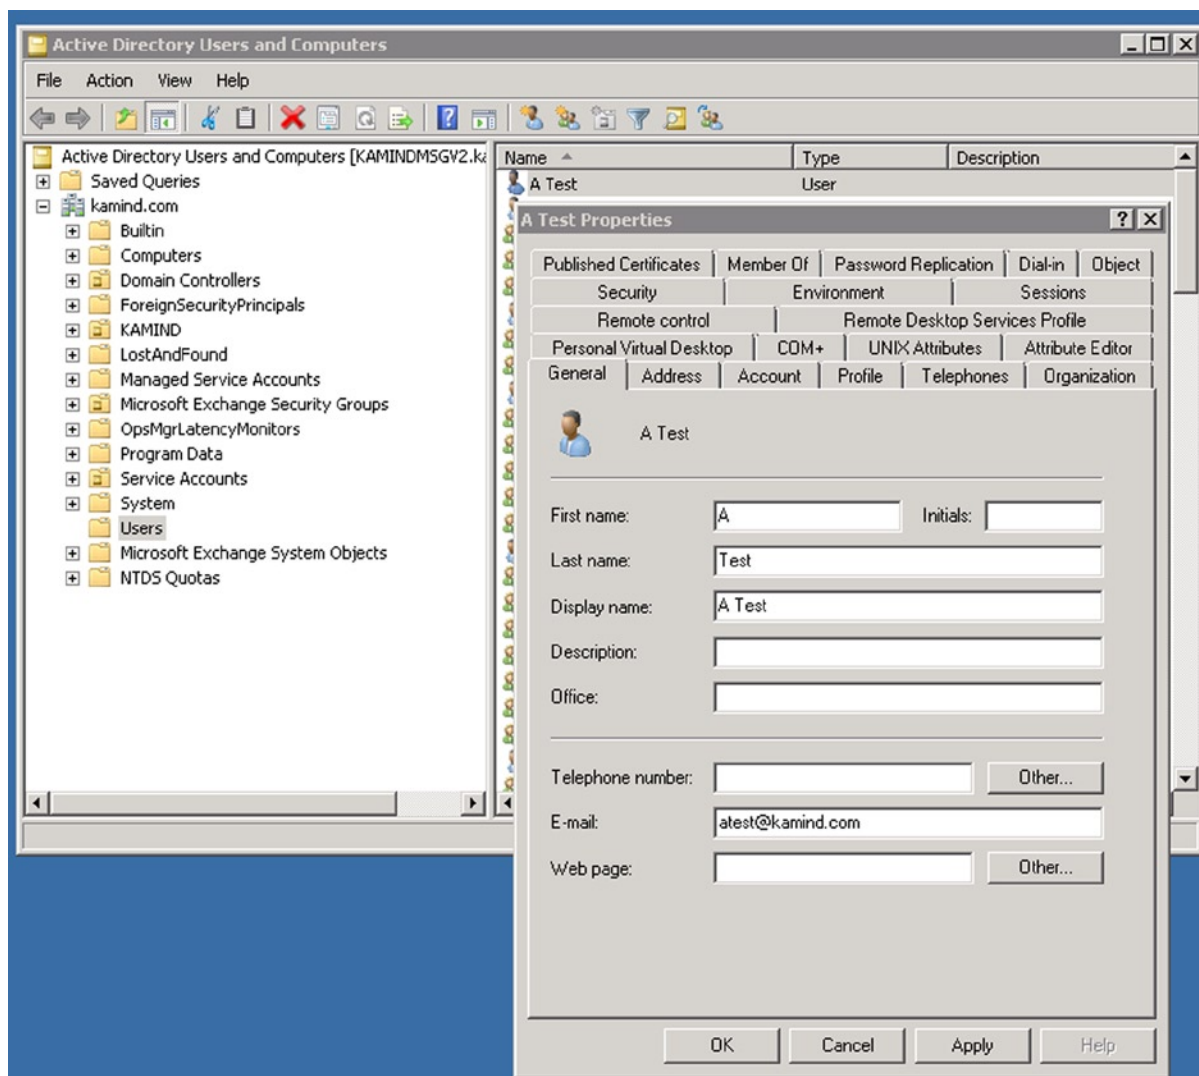 Active Directory Users and Computers
File Action View Help
Active Directory Users and Computers [KAMINDMSGV2.ka
Saved Queries
kamind.com
Builtin
Computers
Domain Controllers
ForeignSecurityPrincipals
KAMIND
LostAndFound
Managed Service Accounts
Microsoft Exchange Security Groups
OpsMgrLatencyMonitors
Program Data
Service Accounts
System
Users
Microsoft Exchange System Objects
NTDS Quotas
Name Type Description
A Test User
A Test Properties
Published Certificates Member Of Password Replication Dial-in Object
Security Environment Sessions
Remote control Remote Desktop Services Profile
Personal Virtual Desktop COM+ UNIX Attributes Attribute Editor
General Address Account Profile Telephones Organization
A Test
First name: A Initials:
Last name: Test
Display name: A Test
Description:
Office:
Telephone number: Other...
E-mail: atest@kamind.com
Web page: Other...
OK Cancel Apply Help